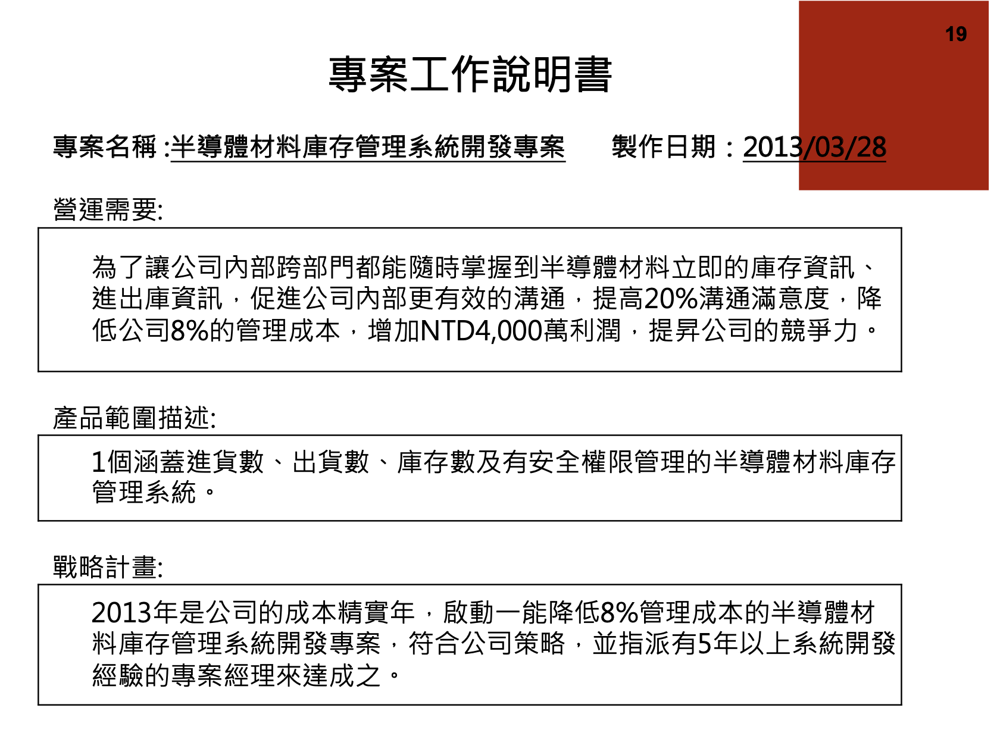 19
專案工作說明書
專案名稱:半導體材料庫存管理系統開發專案 製作日期：2013/03/28
營運需要:
為了讓公司內部跨部門都能隨時掌握到半導體材料立即的庫存資訊、
進出庫資訊，促進公司內部更有效的溝通，提高20%溝通滿意度，降
低公司8%的管理成本，增加NTD4,000萬利潤，提昇公司的競爭力。
產品範圍描述:
1個涵蓋進貨數、出貨數、庫存數及有安全權限管理的半導體材料庫存
管理系統。
戰略計畫:
2013年是公司的成本精實年，啟動一能降低8%管理成本的半導體材
料庫存管理系統開發專案，符合公司策略，並指派有5年以上系統開發
經驗的專案經理來達成之。